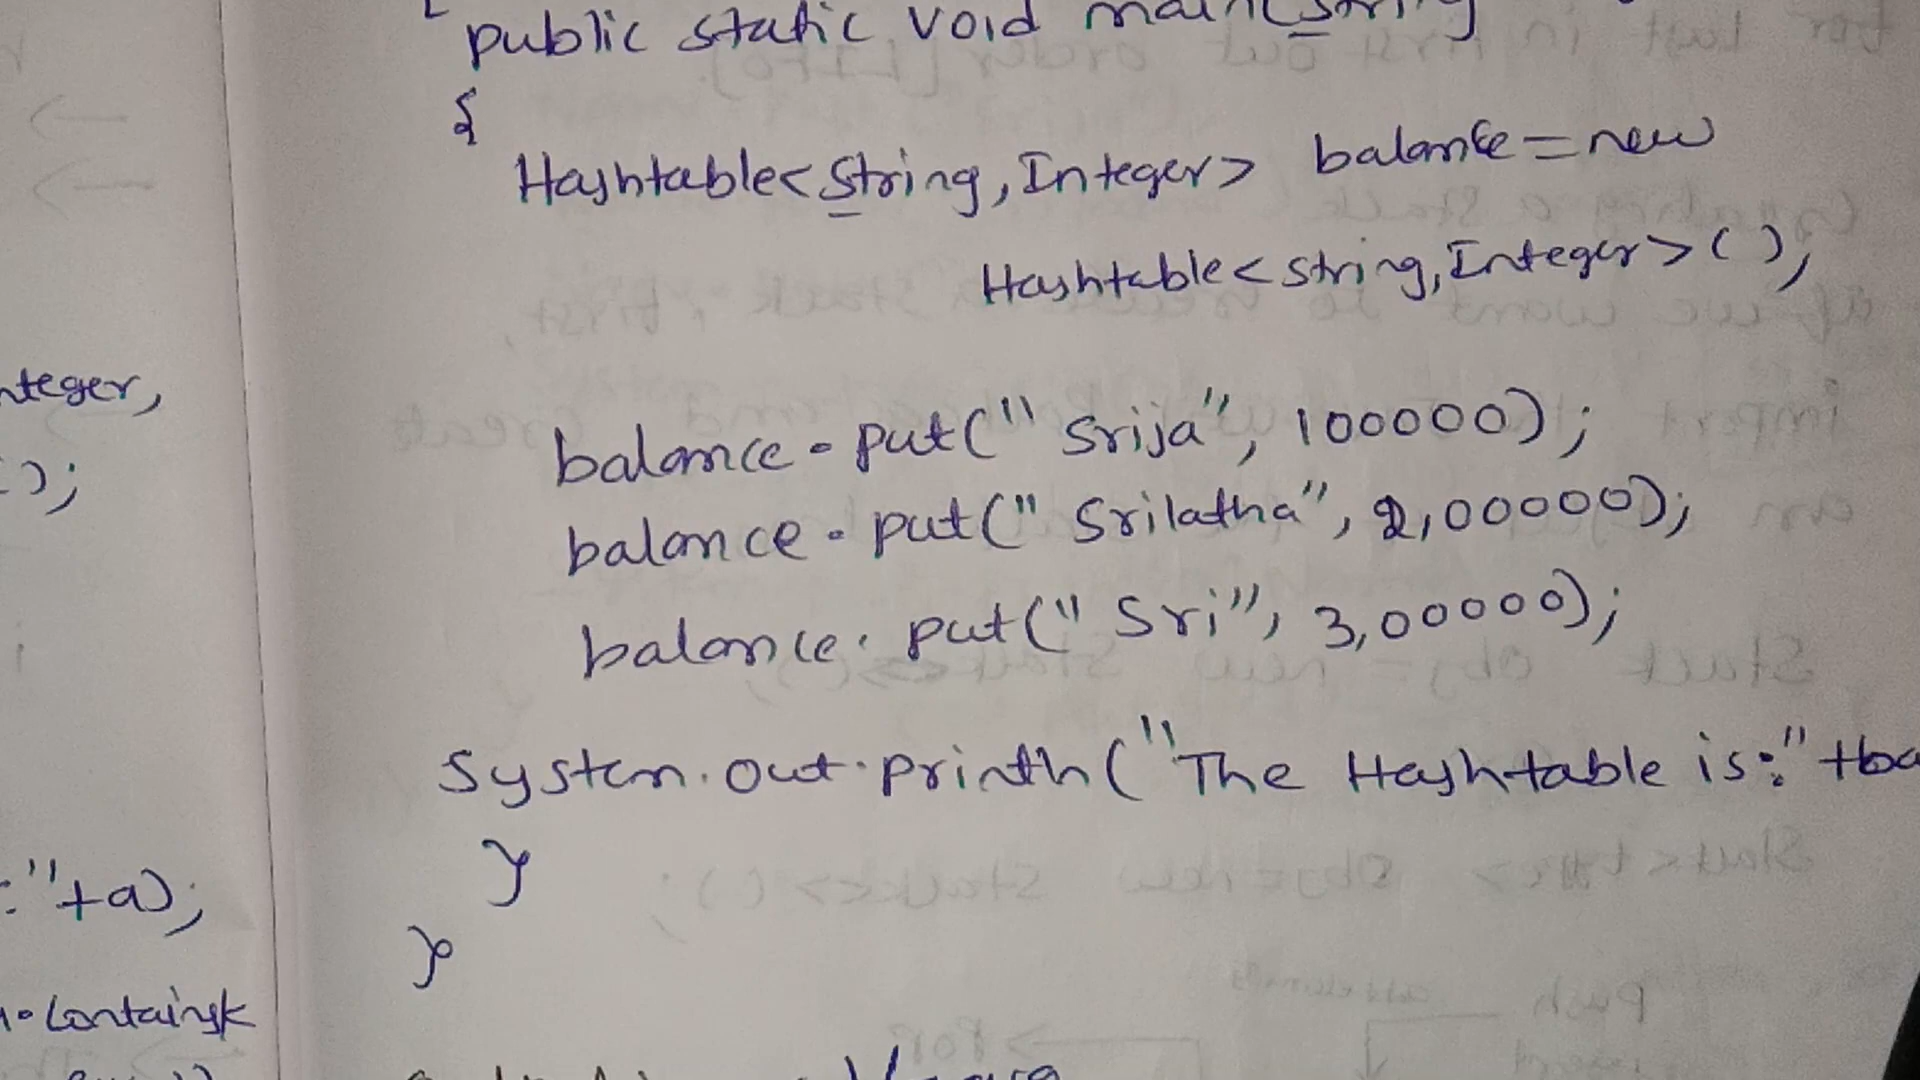 public static void main(String
{
Hashtable<String, Integer> balance = new
Hashtable<string, Integer>();
balance.put("Srija", 100000);
balance.put("Srilatha", 2,00000);
balance.put("Sri", 3,00000);
System.out.println("The Hashtable is:" + ba
}
}
nteger,
);
:"+a);